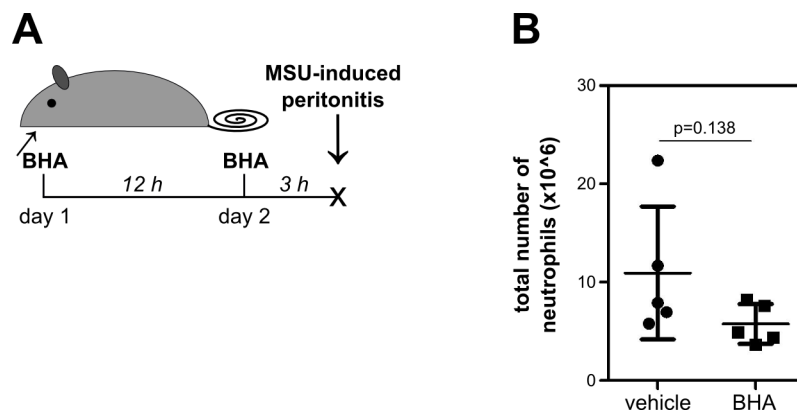 A
MSU-induced
peritonitis
BHA
BHA
12 h
3 h
X
day 1
day 2
B
total number of
neutrophils (x10^6)
30
20
10
0
p=0.138
vehicle
BHA